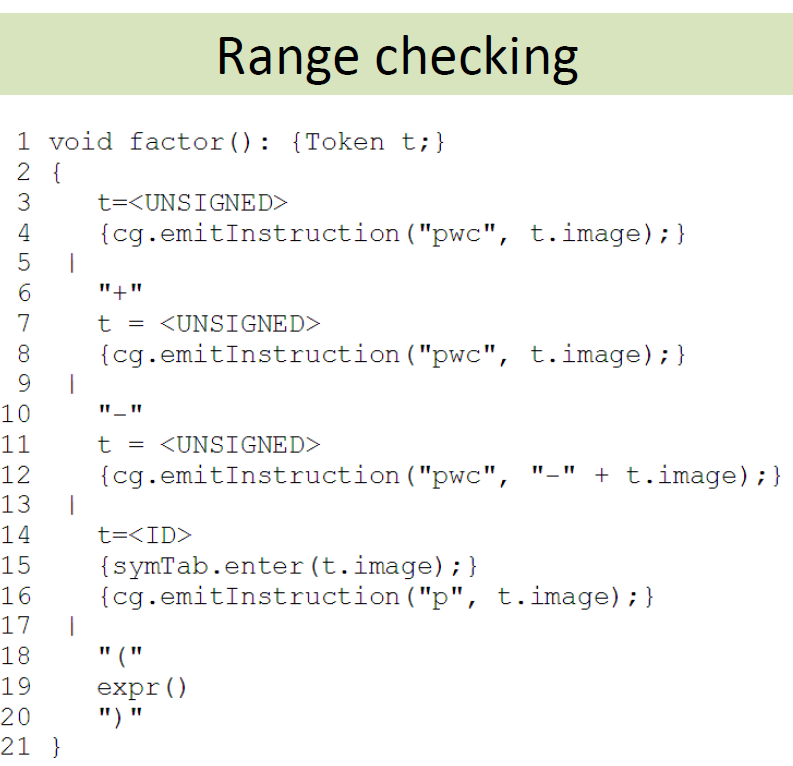 Range checking
1 void factor(): {Token t;}
2 {
3    t=<UNSIGNED>
4    {cg.emitInstruction("pwc", t.image);}
5  |
6    "+"
7    t = <UNSIGNED>
8    {cg.emitInstruction("pwc", t.image);}
9  |
10    "-"
11    t = <UNSIGNED>
12    {cg.emitInstruction("pwc", "-" + t.image);}
13  |
14    t=<ID>
15    {symTab.enter(t.image);}
16    {cg.emitInstruction("p", t.image);}
17  |
18    "("
19    expr()
20    ")"
21 }